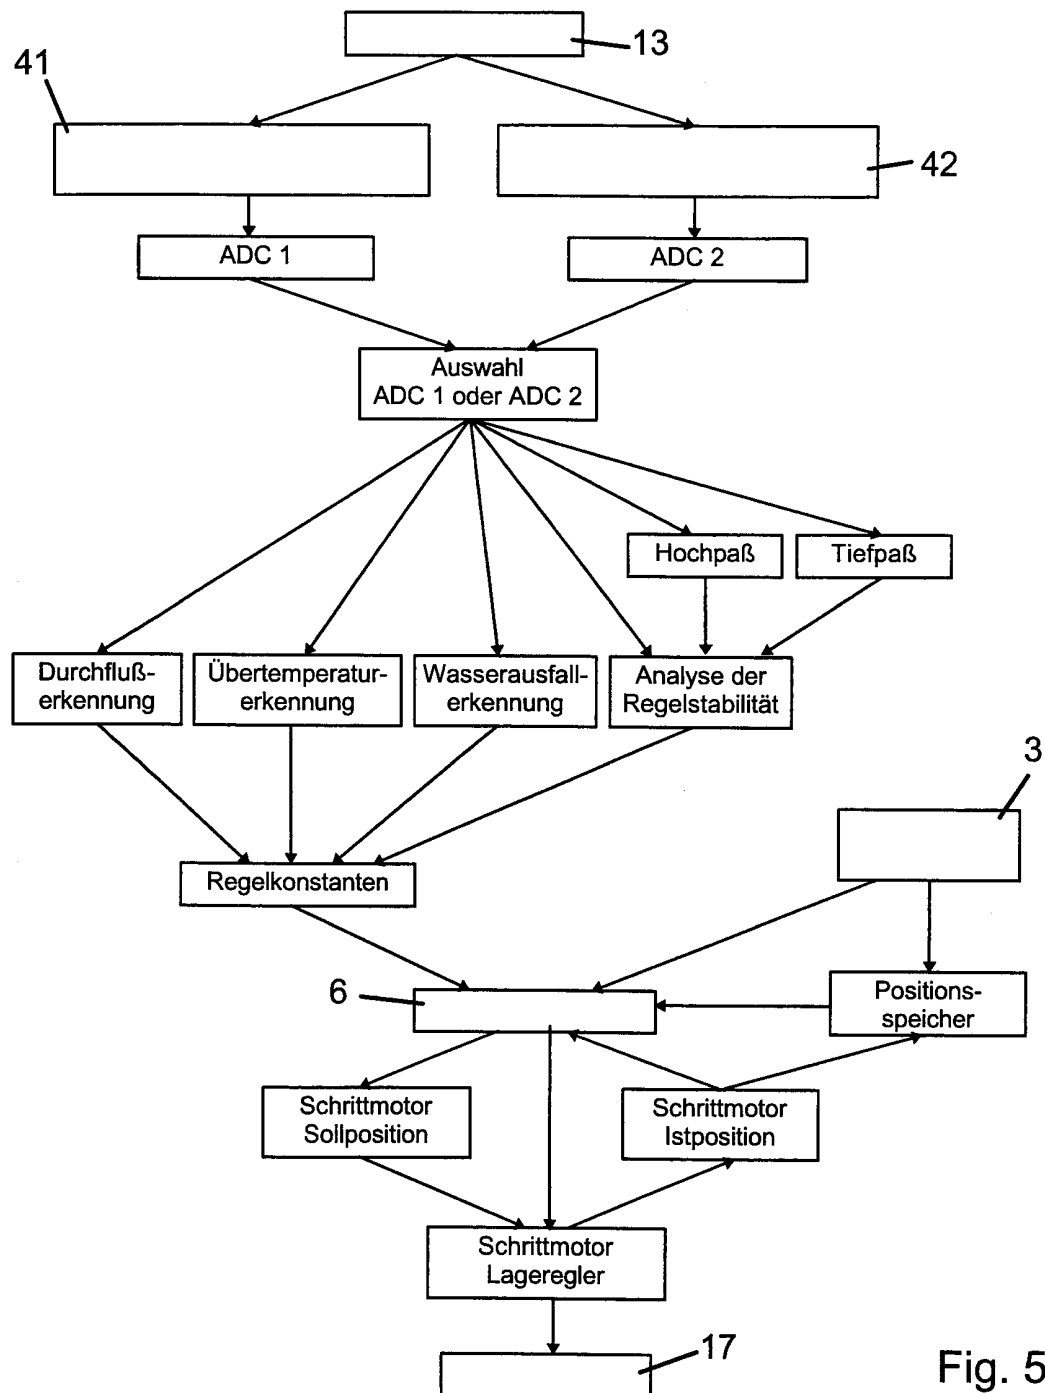 13
41
42
ADC 1
ADC 2
Auswahl
ADC 1 oder ADC 2
Hochpaß
Tiefpaß
Durchfluß-
erkennung
Übertemperatur-
erkennung
Wasserausfall-
erkennung
Analyse der
Regelstabilität
3
Regelkonstanten
6
Positions-
speicher
Schrittmotor
Sollposition
Schrittmotor
Istposition
Schrittmotor
Lageregler
17
Fig. 5